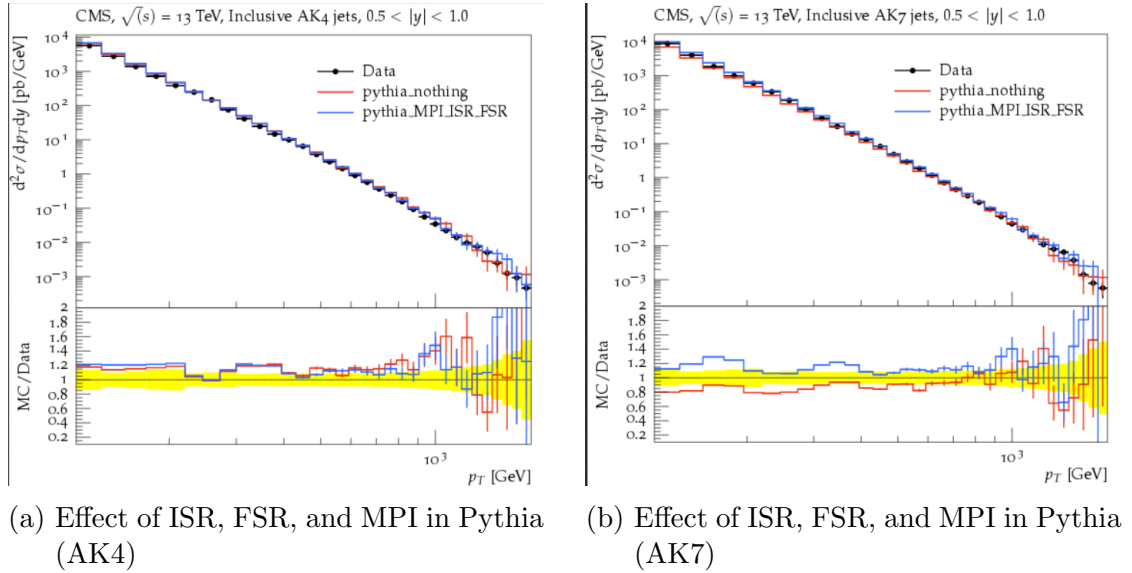 CMS, √(s) = 13 TeV, Inclusive AK4 jets, 0.5 < |y| < 1.0
d²σ/dp_T dy [pb/GeV]
10⁴
10³
10²
10¹
1
10⁻¹
10⁻²
10⁻³
Data
pythia_nothing
pythia_MPI_ISR_FSR
MC/Data
2
1.8
1.6
1.4
1.2
1
0.8
0.6
0.4
0.2
10³
p_T [GeV]
(a) Effect of ISR, FSR, and MPI in Pythia
(AK4)
CMS, √(s) = 13 TeV, Inclusive AK7 jets, 0.5 < |y| < 1.0
d²σ/dp_T dy [pb/GeV]
10⁴
10³
10²
10¹
1
10⁻¹
10⁻²
10⁻³
Data
pythia_nothing
pythia_MPI_ISR_FSR
MC/Data
2
1.8
1.6
1.4
1.2
1
0.8
0.6
0.4
0.2
10³
p_T [GeV]
(b) Effect of ISR, FSR, and MPI in Pythia
(AK7)